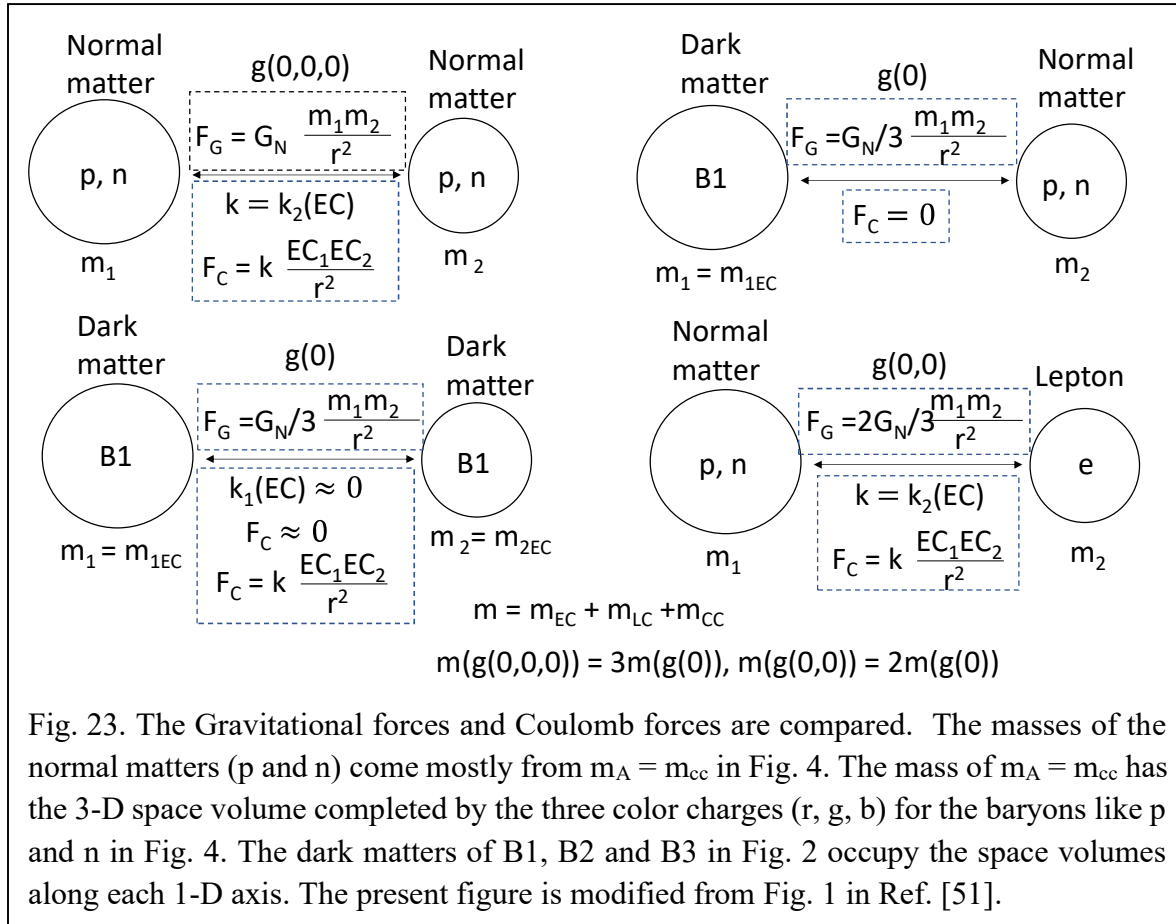 Normal matter
g(0,0,0)
Normal matter
F_G = G_N m_1m_2/r^2
p, n
p, n
k = k_2(EC)
F_C = k EC_1EC_2/r^2
m_1
m_2
Dark matter
g(0)
Normal matter
F_G =G_N/3 m_1m_2/r^2
B1
p, n
F_C = 0
m_1 = m_1EC
m_2
Dark matter
g(0)
Dark matter
F_G =G_N/3 m_1m_2/r^2
B1
B1
k_1(EC) ≈ 0
F_C ≈ 0
F_C = k EC_1EC_2/r^2
m_1 = m_1EC
m_2 = m_2EC
Normal matter
g(0,0)
Lepton
F_G =2G_N/3 m_1m_2/r^2
p, n
e
k = k_2(EC)
F_C = k EC_1EC_2/r^2
m_1
m_2
m = m_EC + m_LC +m_CC
m(g(0,0,0)) = 3m(g(0)), m(g(0,0)) = 2m(g(0))
Fig. 23. The Gravitational forces and Coulomb forces are compared. The masses of the
normal matters (p and n) come mostly from m_A = m_cc in Fig. 4. The mass of m_A = m_cc has
the 3-D space volume completed by the three color charges (r, g, b) for the baryons like p
and n in Fig. 4. The dark matters of B1, B2 and B3 in Fig. 2 occupy the space volumes
along each 1-D axis. The present figure is modified from Fig. 1 in Ref. [51].